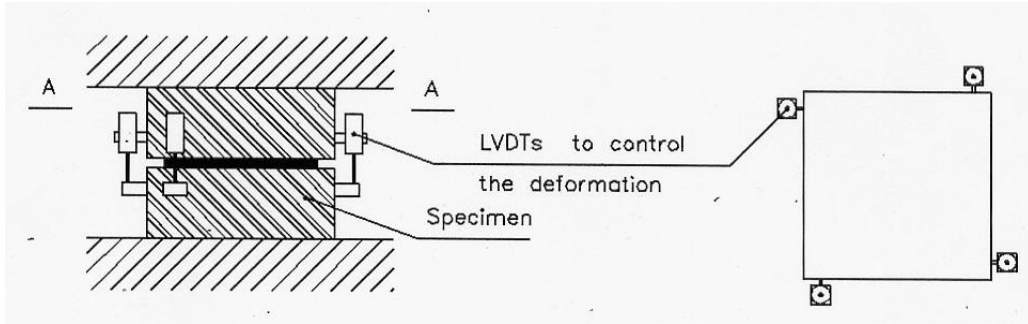 A
A
LVDTs to control
the deformation
Specimen